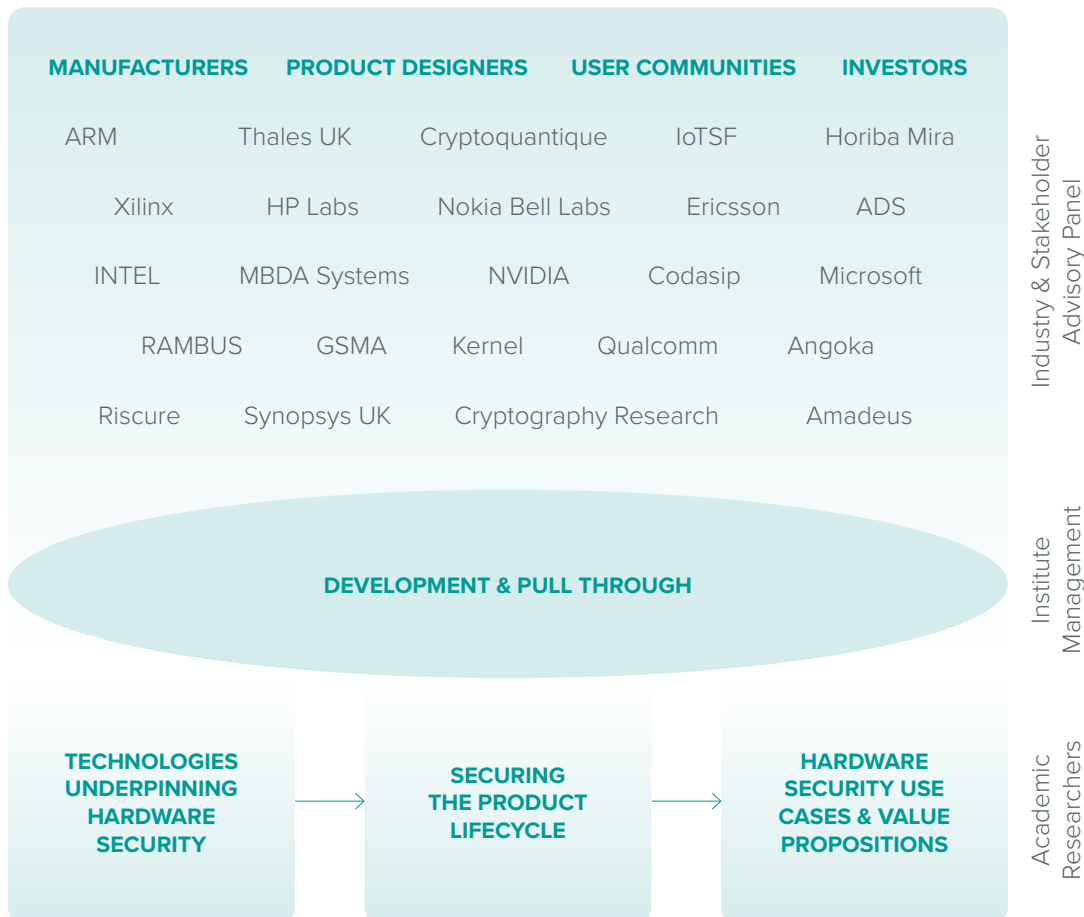 MANUFACTURERS PRODUCT DESIGNERS USER COMMUNITIES INVESTORS
ARM Thales UK Cryptoquantique IoTSF Horiba Mira
Xilinx HP Labs Nokia Bell Labs Ericsson ADS
INTEL MBDA Systems NVIDIA Codasip Microsoft
RAMBUS GSMA Kernel Qualcomm Angoka
Riscure Synopsys UK Cryptography Research Amadeus
Industry & Stakeholder
Advisory Panel
DEVELOPMENT & PULL THROUGH
Institute
Management
TECHNOLOGIES
UNDERPINNING
HARDWARE
SECURITY
SECURING
THE PRODUCT
LIFECYCLE
HARDWARE
SECURITY USE
CASES & VALUE
PROPOSITIONS
Academic
Researchers